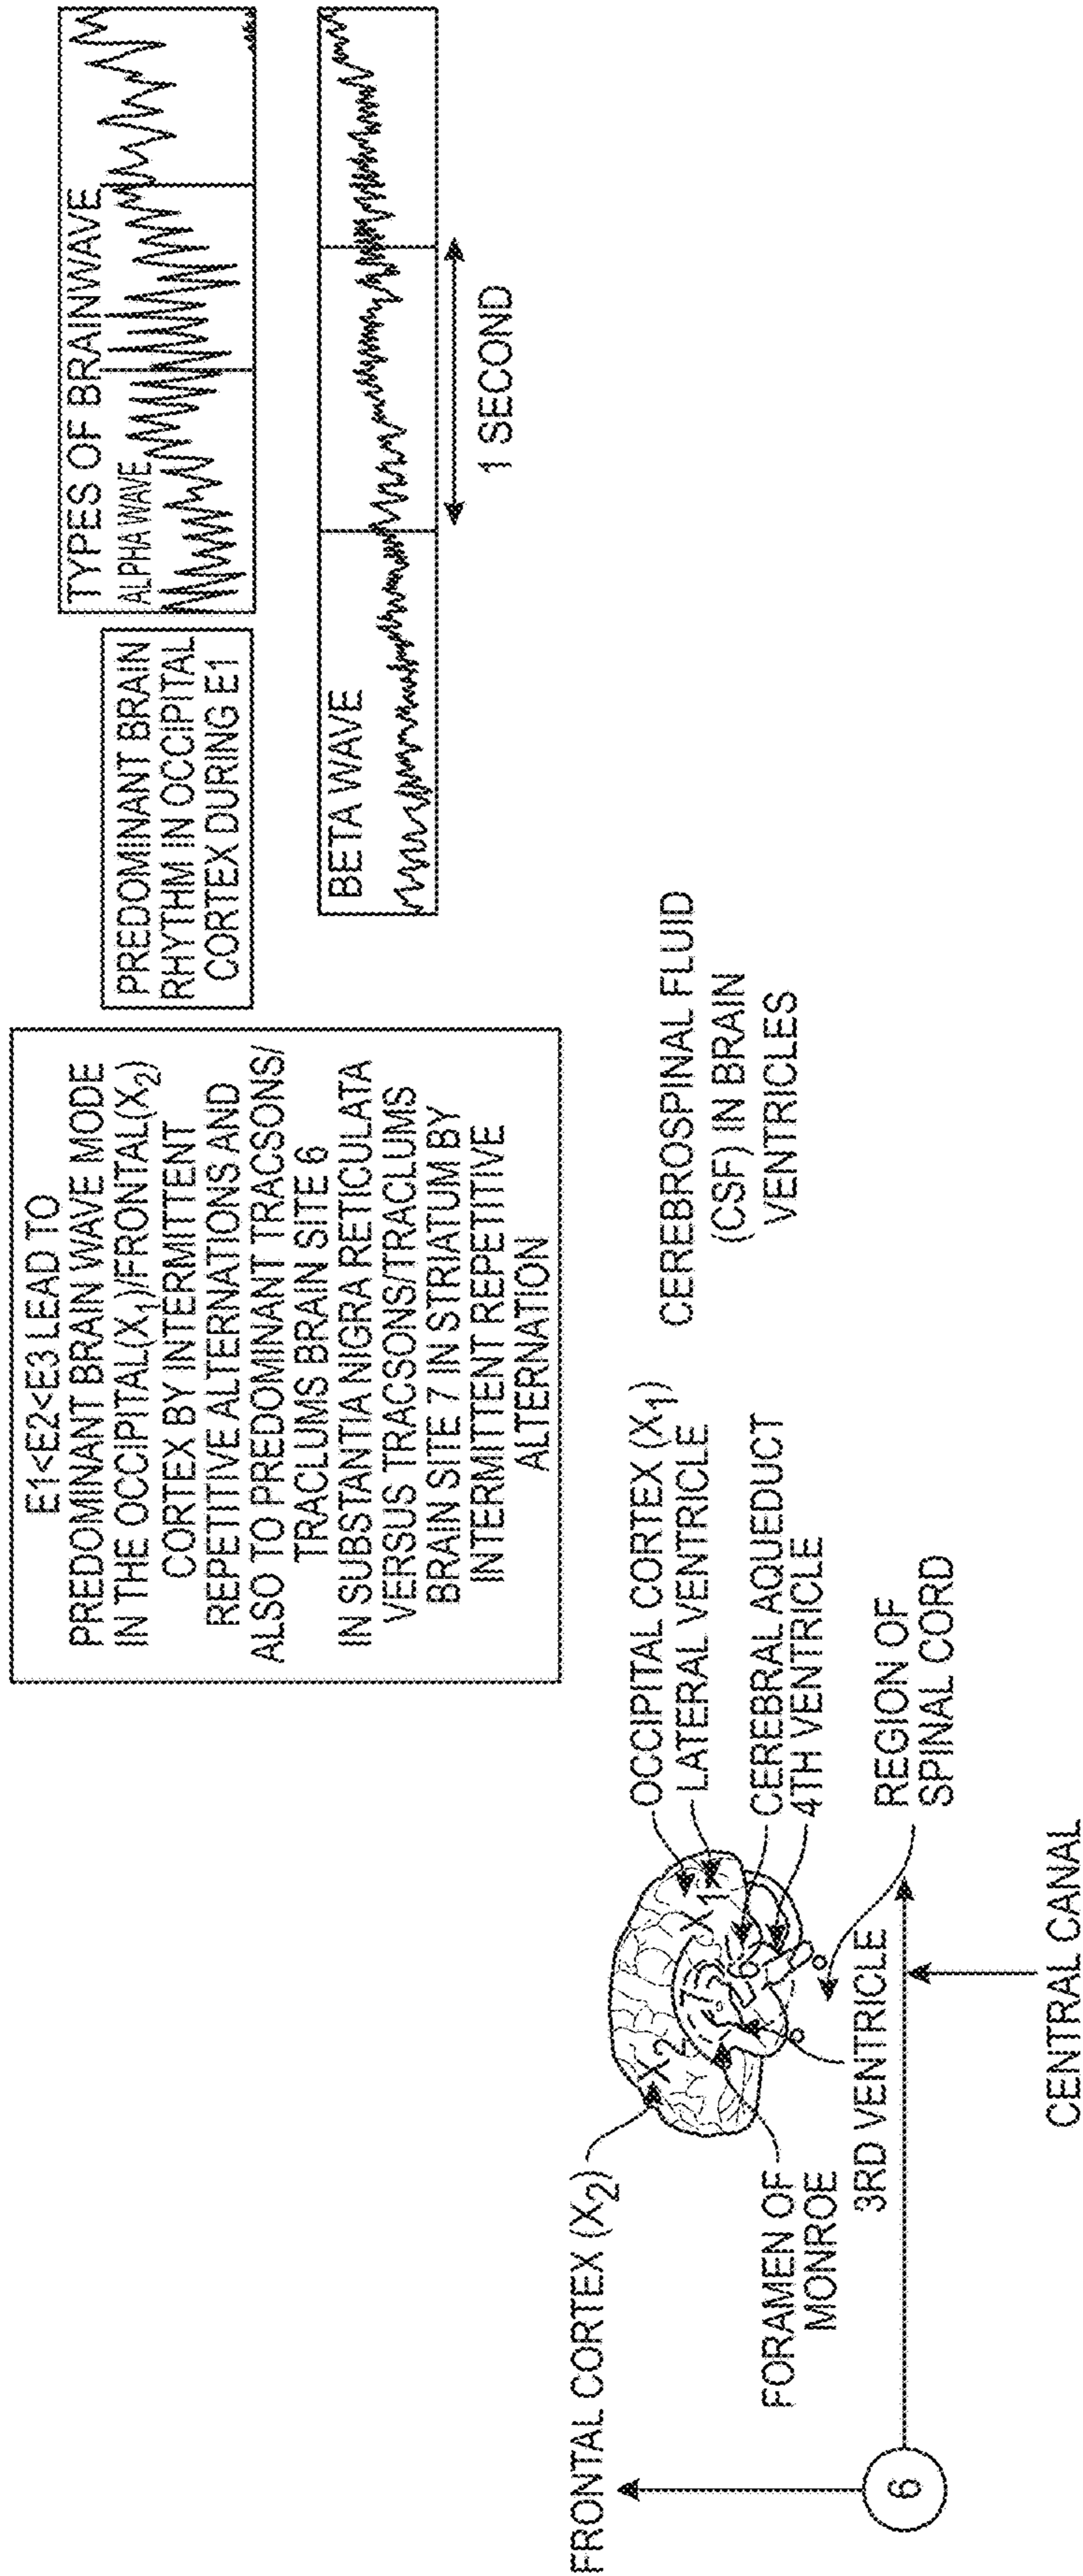 E1<E2<E3 LEAD TO
PREDOMINANT BRAIN WAVE MODE
IN THE OCCIPITAL(X1)/FRONTAL(X2)
CORTEX BY INTERMITTENT
REPETITIVE ALTERNATIONS AND
ALSO TO PREDOMINANT TRACSONS/
TRACLUMS BRAIN SITE 6
IN SUBSTANTIA NIGRA RETICULATA
VERSUS TRACSONS/TRACLUMS
BRAIN SITE 7 IN STRIATUM BY
INTERMITTENT REPETITIVE
ALTERNATION
PREDOMINANT BRAIN
RHYTHM IN OCCIPITAL
CORTEX DURING E1
TYPES OF BRAINWAVE
ALPHA WAVE
BETA WAVE
1 SECOND
FRONTAL CORTEX (X2)
X2
7
X1
6
OCCIPITAL CORTEX (X1)
LATERAL VENTRICLE
CEREBRAL AQUEDUCT
4TH VENTRICLE
CEREBROSPINAL FLUID
(CSF) IN BRAIN
VENTRICLES
FORAMEN OF
MONROE
3RD VENTRICLE
REGION OF
SPINAL CORD
6
CENTRAL CANAL